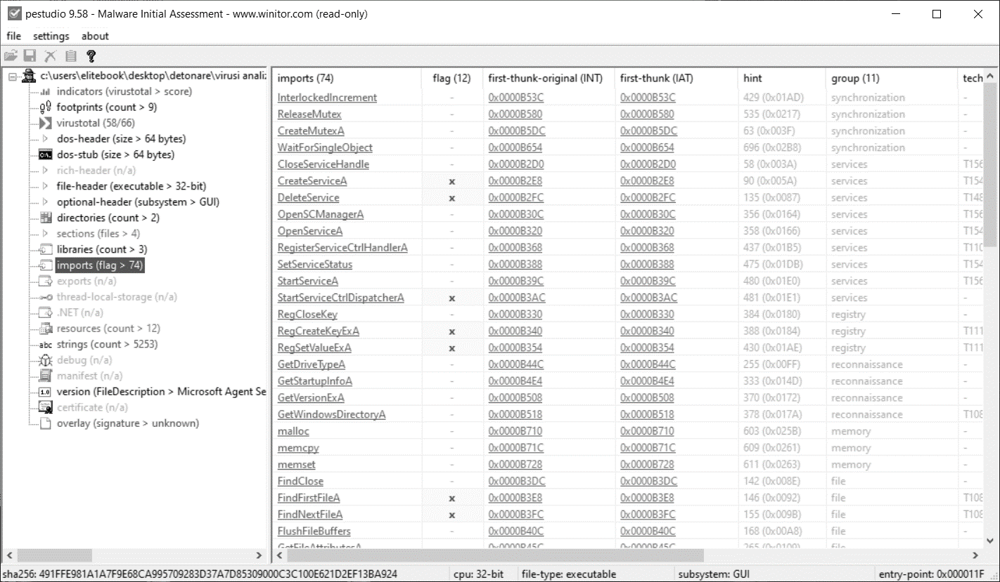 pestudio 9.58 - Malware Initial Assessment - www.winitor.com (read-only)
file settings about
c:\users\elitebook\desktop\detonare\virusi analiz
indicators (virustotal > score)
footprints (count > 9)
virustotal (58/66)
dos-header (size > 64 bytes)
dos-stub (size > 64 bytes)
rich-header (n/a)
file-header (executable > 32-bit)
optional-header (subsystem > GUI)
directories (count > 2)
sections (files > 4)
libraries (count > 3)
imports (flag > 74)
exports (n/a)
thread-local-storage (n/a)
.NET (n/a)
resources (count > 12)
abc strings (count > 5253)
debug (n/a)
manifest (n/a)
1.0 version (FileDescription > Microsoft Agent Se
certificate (n/a)
overlay (signature > unknown)
imports (74) flag (12) first-thunk-original (INT) first-thunk (IAT) hint group (11) tech
InterlockedIncrement - 0x0000B53C 0x0000B53C 429 (0x01AD) synchronization -
ReleaseMutex - 0x0000B580 0x0000B580 535 (0x0217) synchronization -
CreateMutexA - 0x0000B5DC 0x0000B5DC 63 (0x003F) synchronization -
WaitForSingleObject - 0x0000B654 0x0000B654 696 (0x02B8) synchronization -
CloseServiceHandle - 0x0000B2D0 0x0000B2D0 58 (0x003A) services T156
CreateServiceA x 0x0000B2E8 0x0000B2E8 90 (0x005A) services T154
DeleteService x 0x0000B2FC 0x0000B2FC 135 (0x0087) services T148
OpenSCManagerA - 0x0000B30C 0x0000B30C 356 (0x0164) services T156
OpenServiceA - 0x0000B320 0x0000B320 358 (0x0166) services T154
RegisterServiceCtrlHandlerA - 0x0000B368 0x0000B368 437 (0x01B5) services T110
SetServiceStatus - 0x0000B388 0x0000B388 475 (0x01DB) services T154
StartServiceA - 0x0000B39C 0x0000B39C 480 (0x01E0) services T156
StartServiceCtrlDispatcherA x 0x0000B3AC 0x0000B3AC 481 (0x01E1) services -
RegCloseKey - 0x0000B330 0x0000B330 384 (0x0180) registry -
RegCreateKeyExA x 0x0000B340 0x0000B340 388 (0x0184) registry T111
RegSetValueExA x 0x0000B354 0x0000B354 430 (0x01AE) registry T111
GetDriveTypeA - 0x0000B44C 0x0000B44C 255 (0x00FF) reconnaissance -
GetStartupInfoA - 0x0000B4E4 0x0000B4E4 333 (0x014D) reconnaissance -
GetVersionExA - 0x0000B508 0x0000B508 370 (0x0172) reconnaissance -
GetWindowsDirectoryA - 0x0000B518 0x0000B518 378 (0x017A) reconnaissance T108
malloc - 0x0000B710 0x0000B710 603 (0x025B) memory -
memcpy - 0x0000B71C 0x0000B71C 609 (0x0261) memory -
memset - 0x0000B728 0x0000B728 611 (0x0263) memory -
FindClose - 0x0000B3DC 0x0000B3DC 142 (0x008E) file -
FindFirstFileA x 0x0000B3E8 0x0000B3E8 146 (0x0092) file T108
FindNextFileA x 0x0000B3FC 0x0000B3FC 155 (0x009B) file T108
FlushFileBuffers - 0x0000B40C 0x0000B40C 168 (0x00A8) file -
GetFileAttributesA - 0x0000B45C 0x0000B45C 265 (0x0109) file
sha256: 491FFE981A1A7F9E68CA995709283D37A7D85309000C3C100E621D2EF13BA924 cpu: 32-bit file-type: executable subsystem: GUI entry-point: 0x000011F